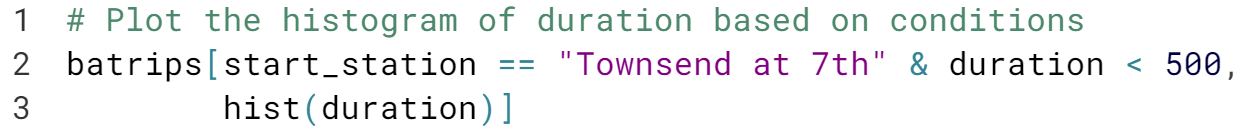 1 # Plot the histogram of duration based on conditions
2 batrips[start_station == "Townsend at 7th" & duration < 500,
3         hist(duration)]